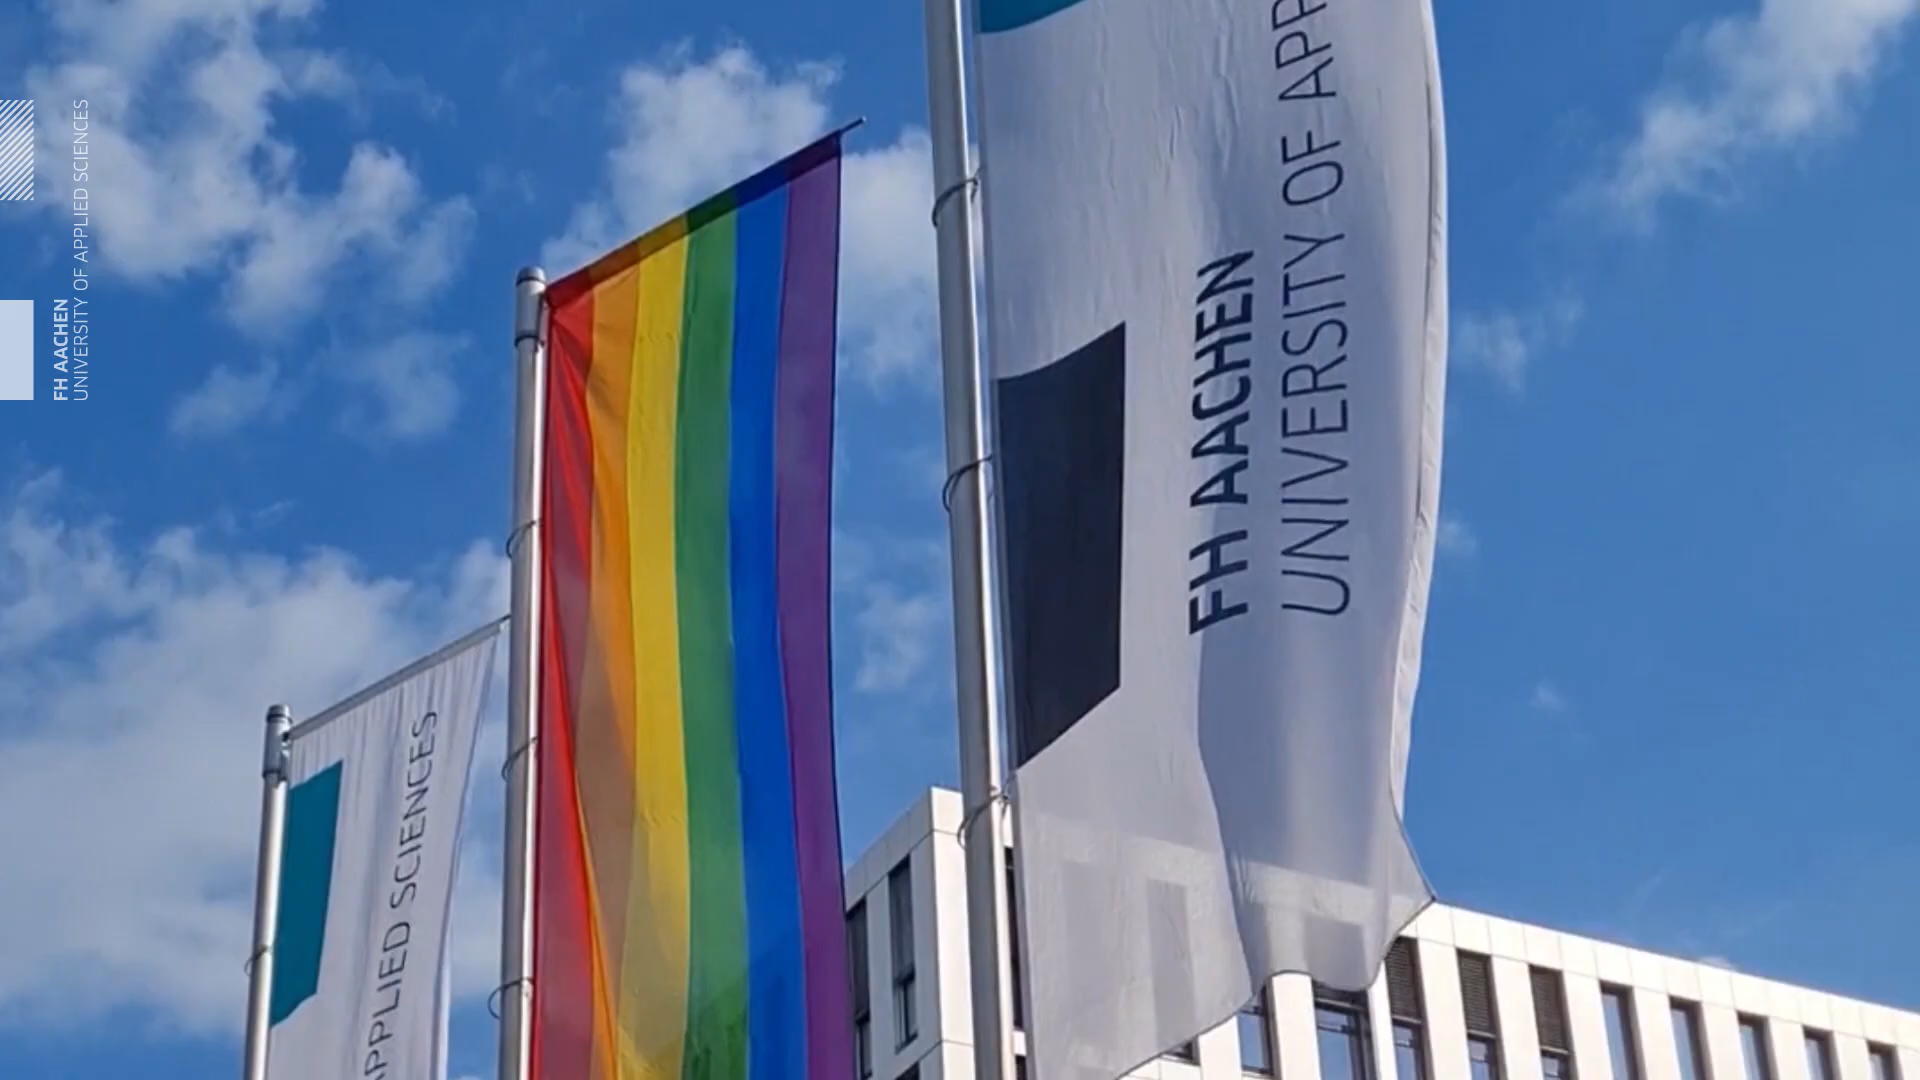 FH AACHEN
UNIVERSITY OF APPLIED SCIENCES
APPLIED SCIENCES
FH AACHEN
UNIVERSITY OF APP